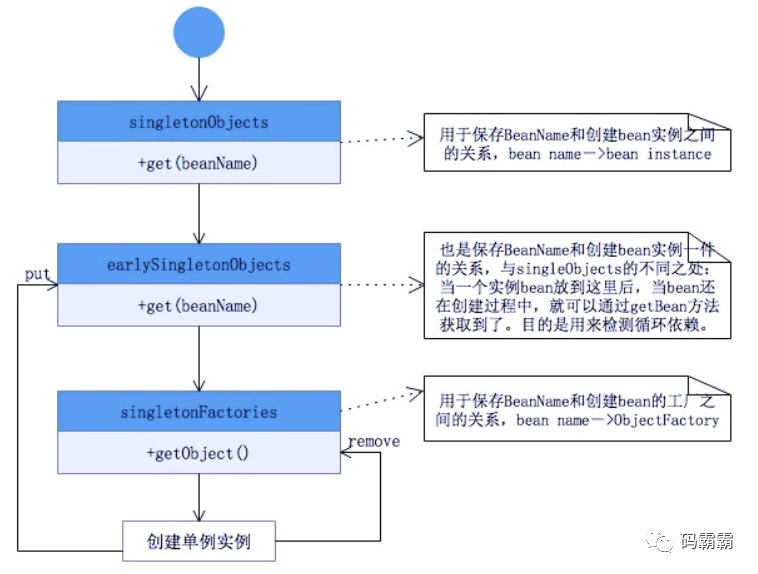 singletonObjects
+get(beanName)
用于保存BeanName和创建bean实例之间
的关系，bean name—>bean instance
earlySingletonObjects
+get(beanName)
也是保存BeanName和创建bean实例一件
的关系，与singleObjects的不同之处：
当一个实例bean放到这里后，当bean还
在创建过程中，就可以通过getBean方法
获取到了。目的是用来检测循环依赖。
put
singletonFactories
+getObject()
用于保存BeanName和创建bean的工厂之
间的关系，bean name—>ObjectFactory
remove
创建单例实例
码霸霸